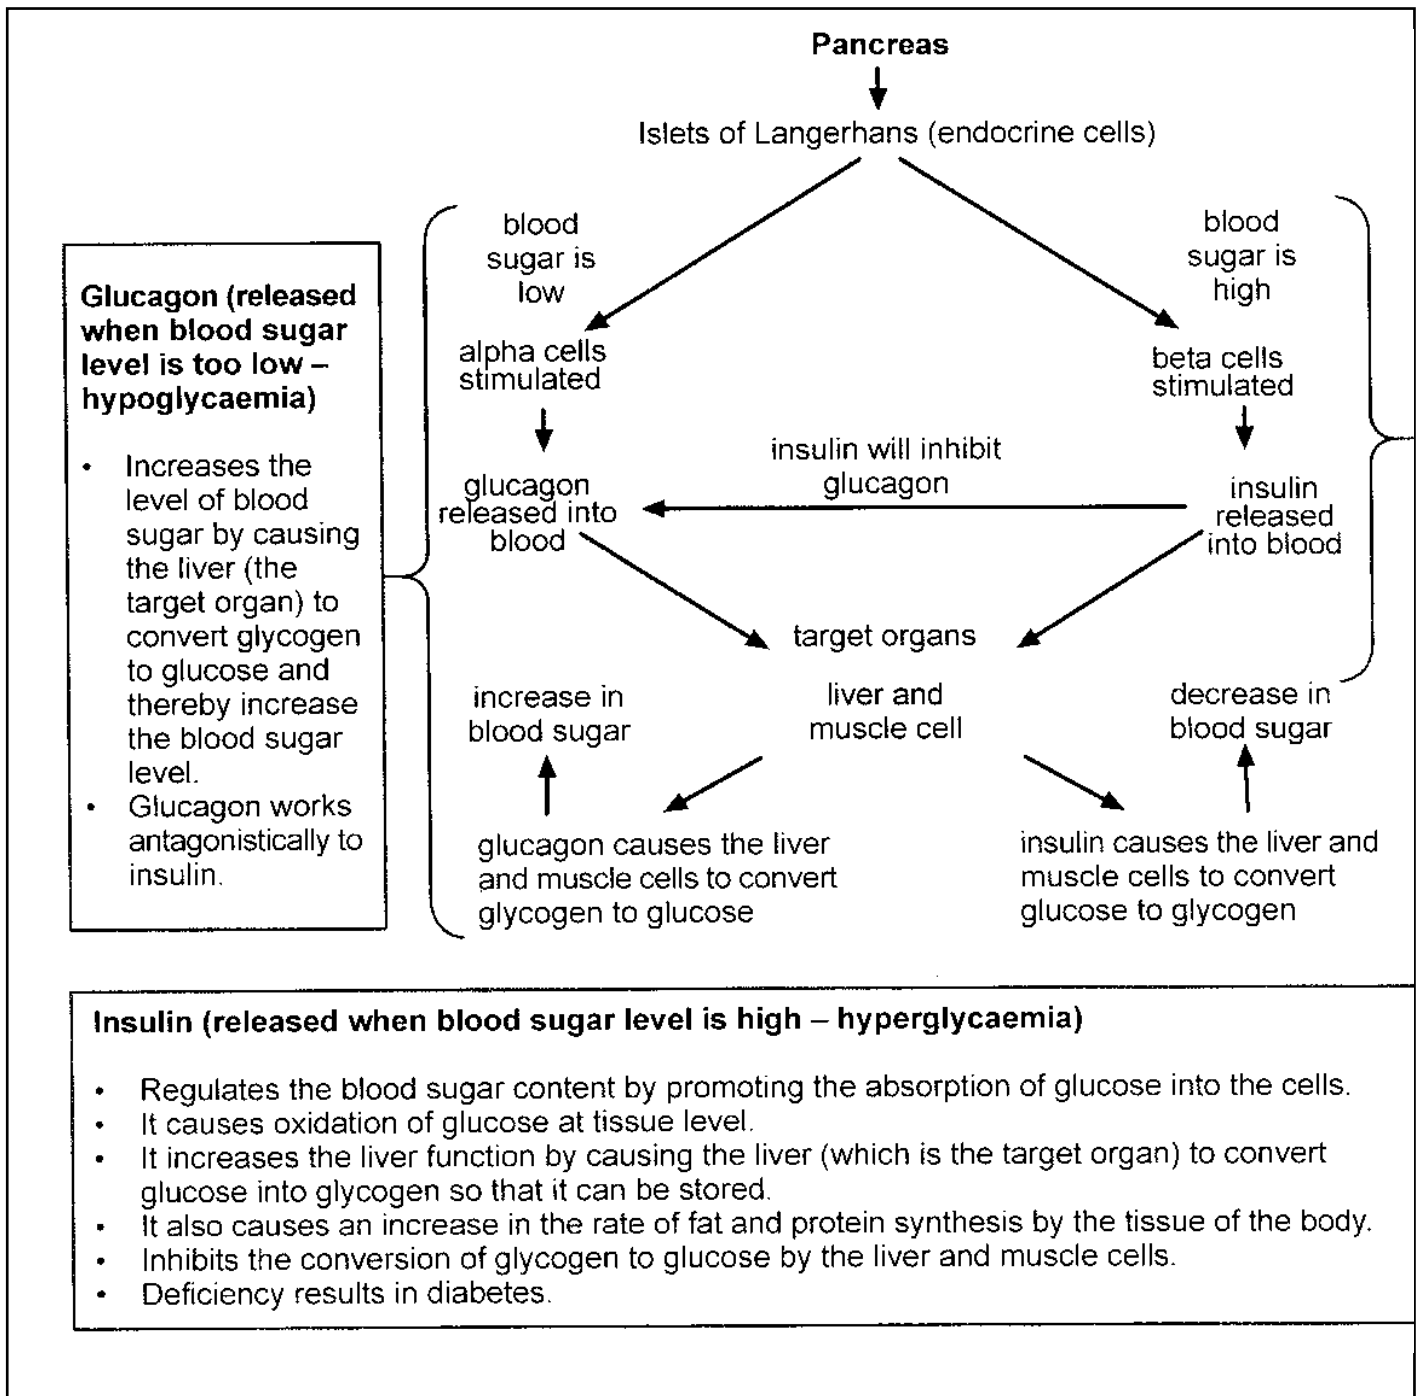 Pancreas
Islets of Langerhans (endocrine cells)
blood
sugar is
low
blood
sugar is
high
Glucagon (released
when blood sugar
level is too low –
hypoglycaemia)
• Increases the
level of blood
sugar by causing
the liver (the
target organ) to
convert glycogen
to glucose and
thereby increase
the blood sugar
level.
• Glucagon works
antagonistically to
insulin.
alpha cells
stimulated
beta cells
stimulated
insulin will inhibit
glucagon
glucagon
released into
blood
insulin
released
into blood
target organs
liver and
muscle cell
increase in
blood sugar
decrease in
blood sugar
glucagon causes the liver
and muscle cells to convert
glycogen to glucose
insulin causes the liver and
muscle cells to convert
glucose to glycogen
Insulin (released when blood sugar level is high – hyperglycaemia)
• Regulates the blood sugar content by promoting the absorption of glucose into the cells.
• It causes oxidation of glucose at tissue level.
• It increases the liver function by causing the liver (which is the target organ) to convert
glucose into glycogen so that it can be stored.
• It also causes an increase in the rate of fat and protein synthesis by the tissue of the body.
• Inhibits the conversion of glycogen to glucose by the liver and muscle cells.
• Deficiency results in diabetes.